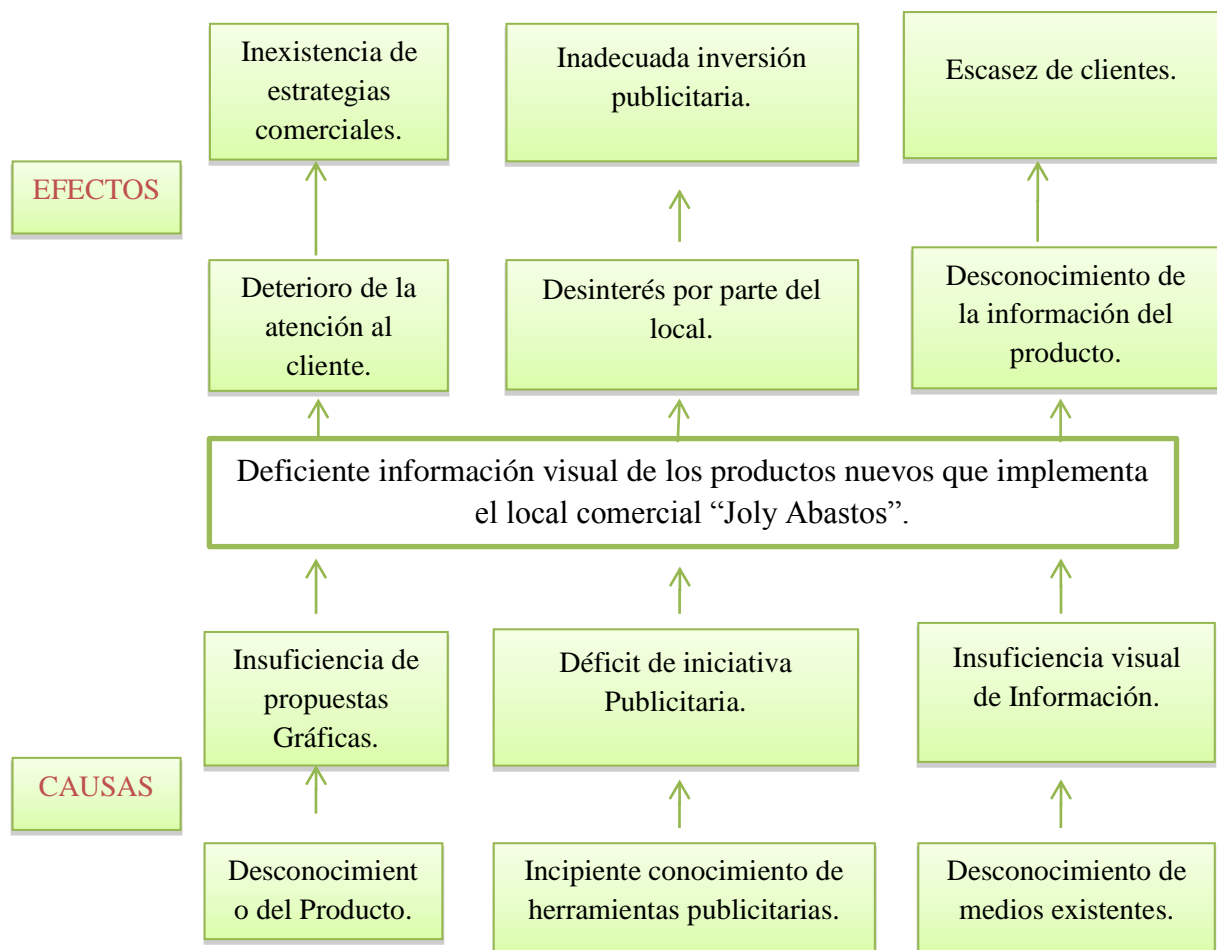 Inexistencia de
estrategias
comerciales.
Inadecuada inversión
publicitaria.
Escasez de clientes.
EFECTOS
Deterioro de la
atención al
cliente.
Desinterés por parte del
local.
Desconocimiento de
la información del
producto.
Deficiente información visual de los productos nuevos que implementa
el local comercial “Joly Abastos”.
Insuficiencia de
propuestas
Gráficas.
Déficit de iniciativa
Publicitaria.
Insuficiencia visual
de Información.
CAUSAS
Desconocimient
o del Producto.
Incipiente conocimiento de
herramientas publicitarias.
Desconocimiento de
medios existentes.